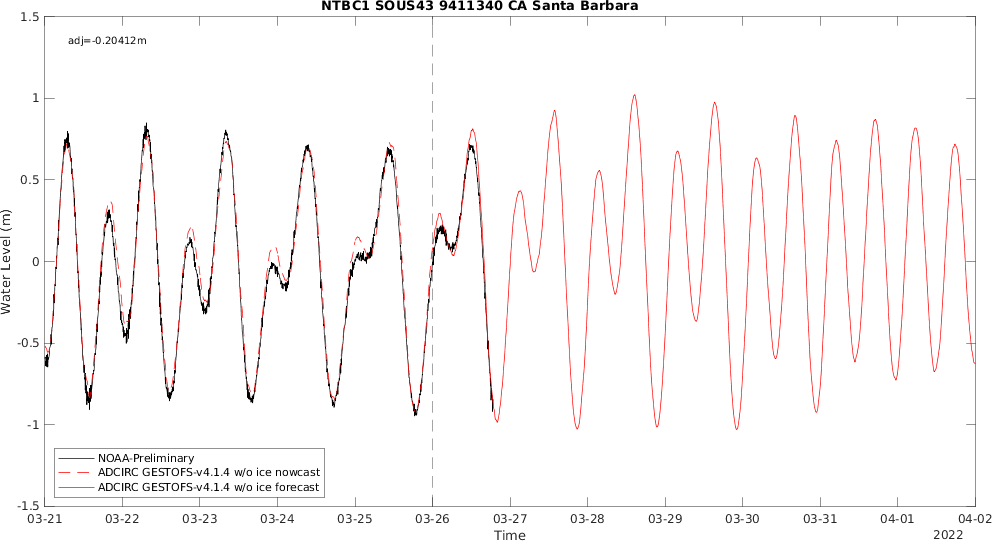 NTBC1 SOUS43 9411340 CA Santa Barbara
adj=-0.20412m
1.5
1
0.5
0
-0.5
-1
-1.5
Water Level (m)
NOAA-Preliminary
ADCIRC GESTOFS-v4.1.4 w/o ice nowcast
ADCIRC GESTOFS-v4.1.4 w/o ice forecast
03-21 03-22 03-23 03-24 03-25 03-26 03-27 03-28 03-29 03-30 03-31 04-01 04-02
Time
2022